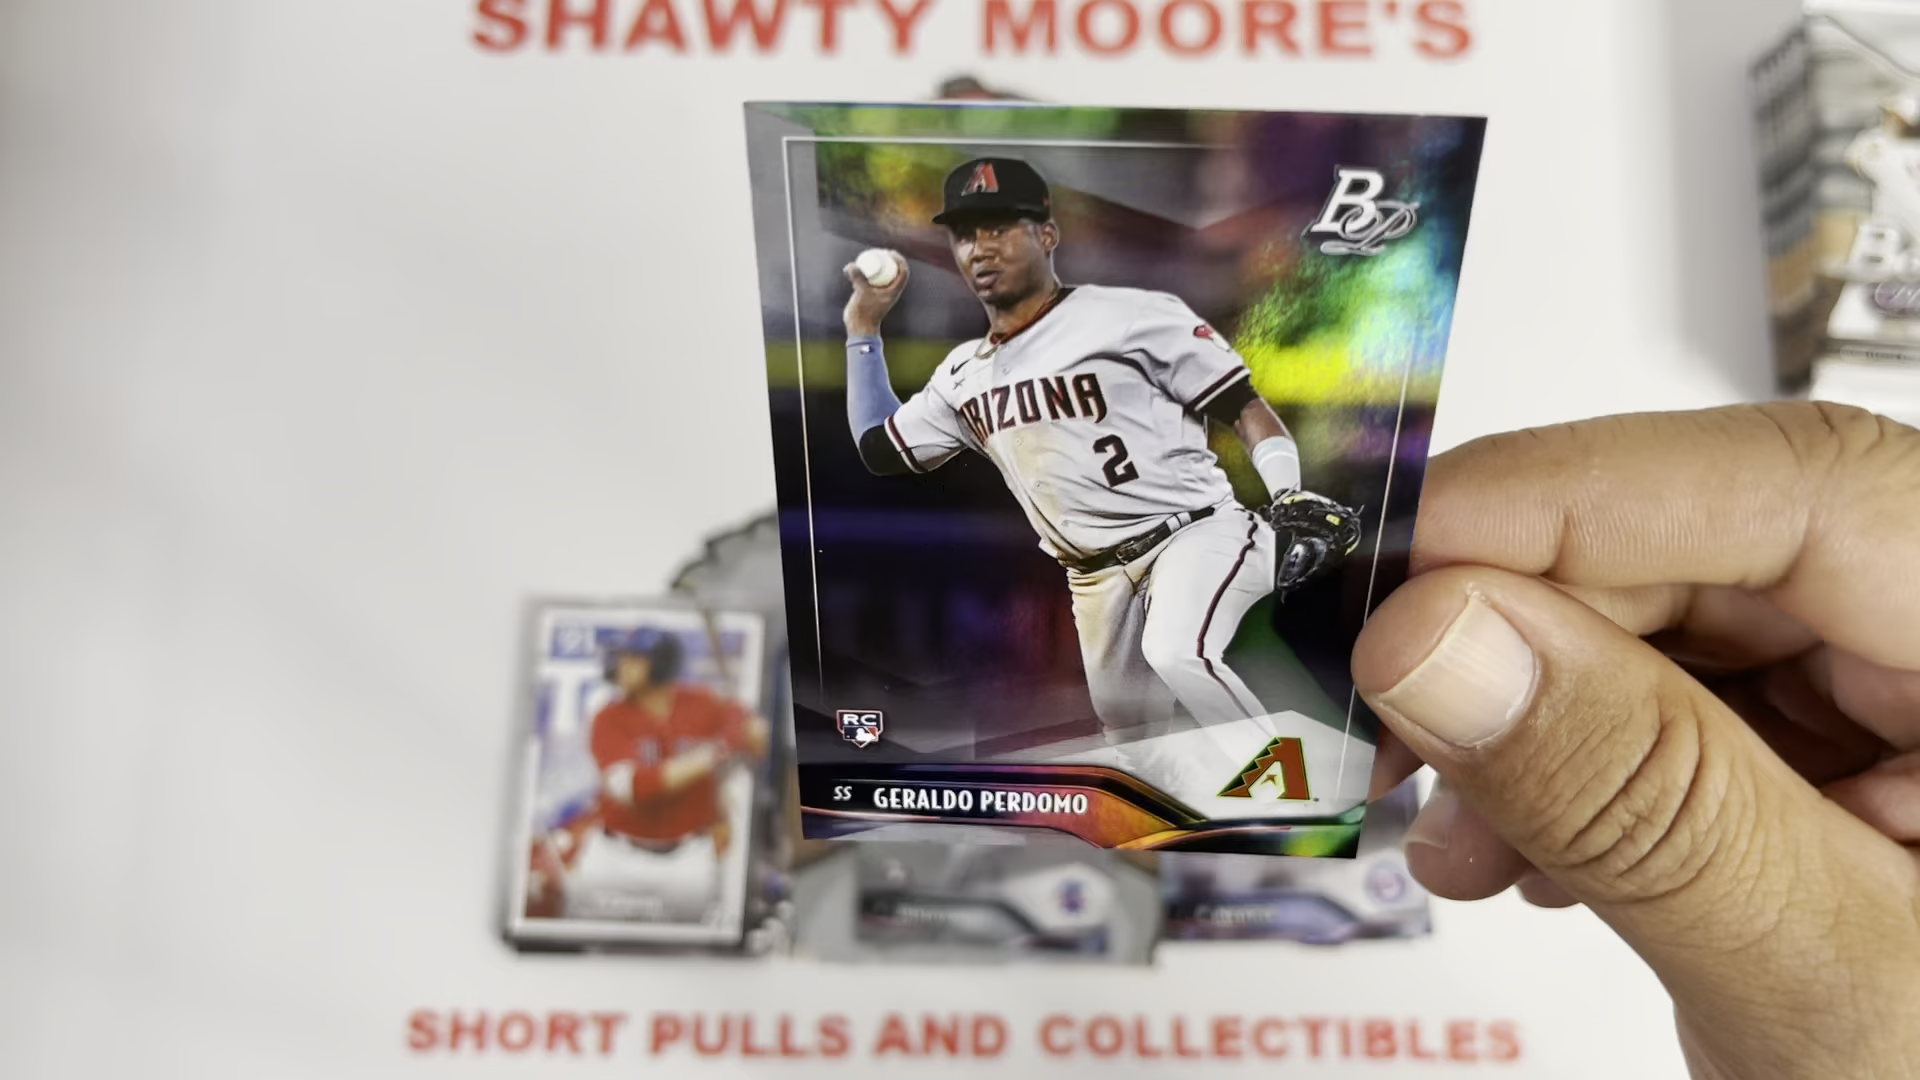 SHAWTY MOORE'S
BP
ARIZONA
2
RC
SS GERALDO PERDOMO
SHORT PULLS AND COLLECTIBLES